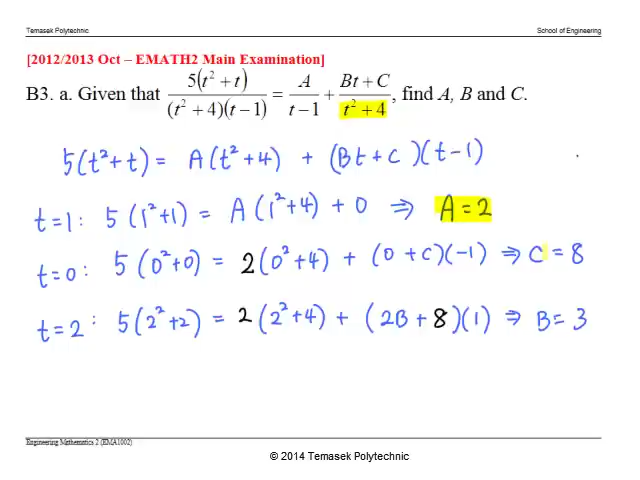 Temasek Polytechnic School of Engineering
[2012/2013 Oct – EMATH2 Main Examination]
B3. a. Given that 5(t² + t) / (t² + 4)(t − 1) = A / t − 1 + Bt + C / t² + 4, find A, B and C.
5(t²+t) = A(t²+4) + (Bt+C)(t−1)
t=1: 5(1²+1) = A(1²+4) + 0 ⇒ A=2
t=0: 5(0²+0) = 2(0²+4) + (0+C)(−1) ⇒ C=8
t=2: 5(2²+2) = 2(2²+4) + (2B+8)(1) ⇒ B=3
Engineering Mathematics 2 (EMA1002)
© 2014 Temasek Polytechnic